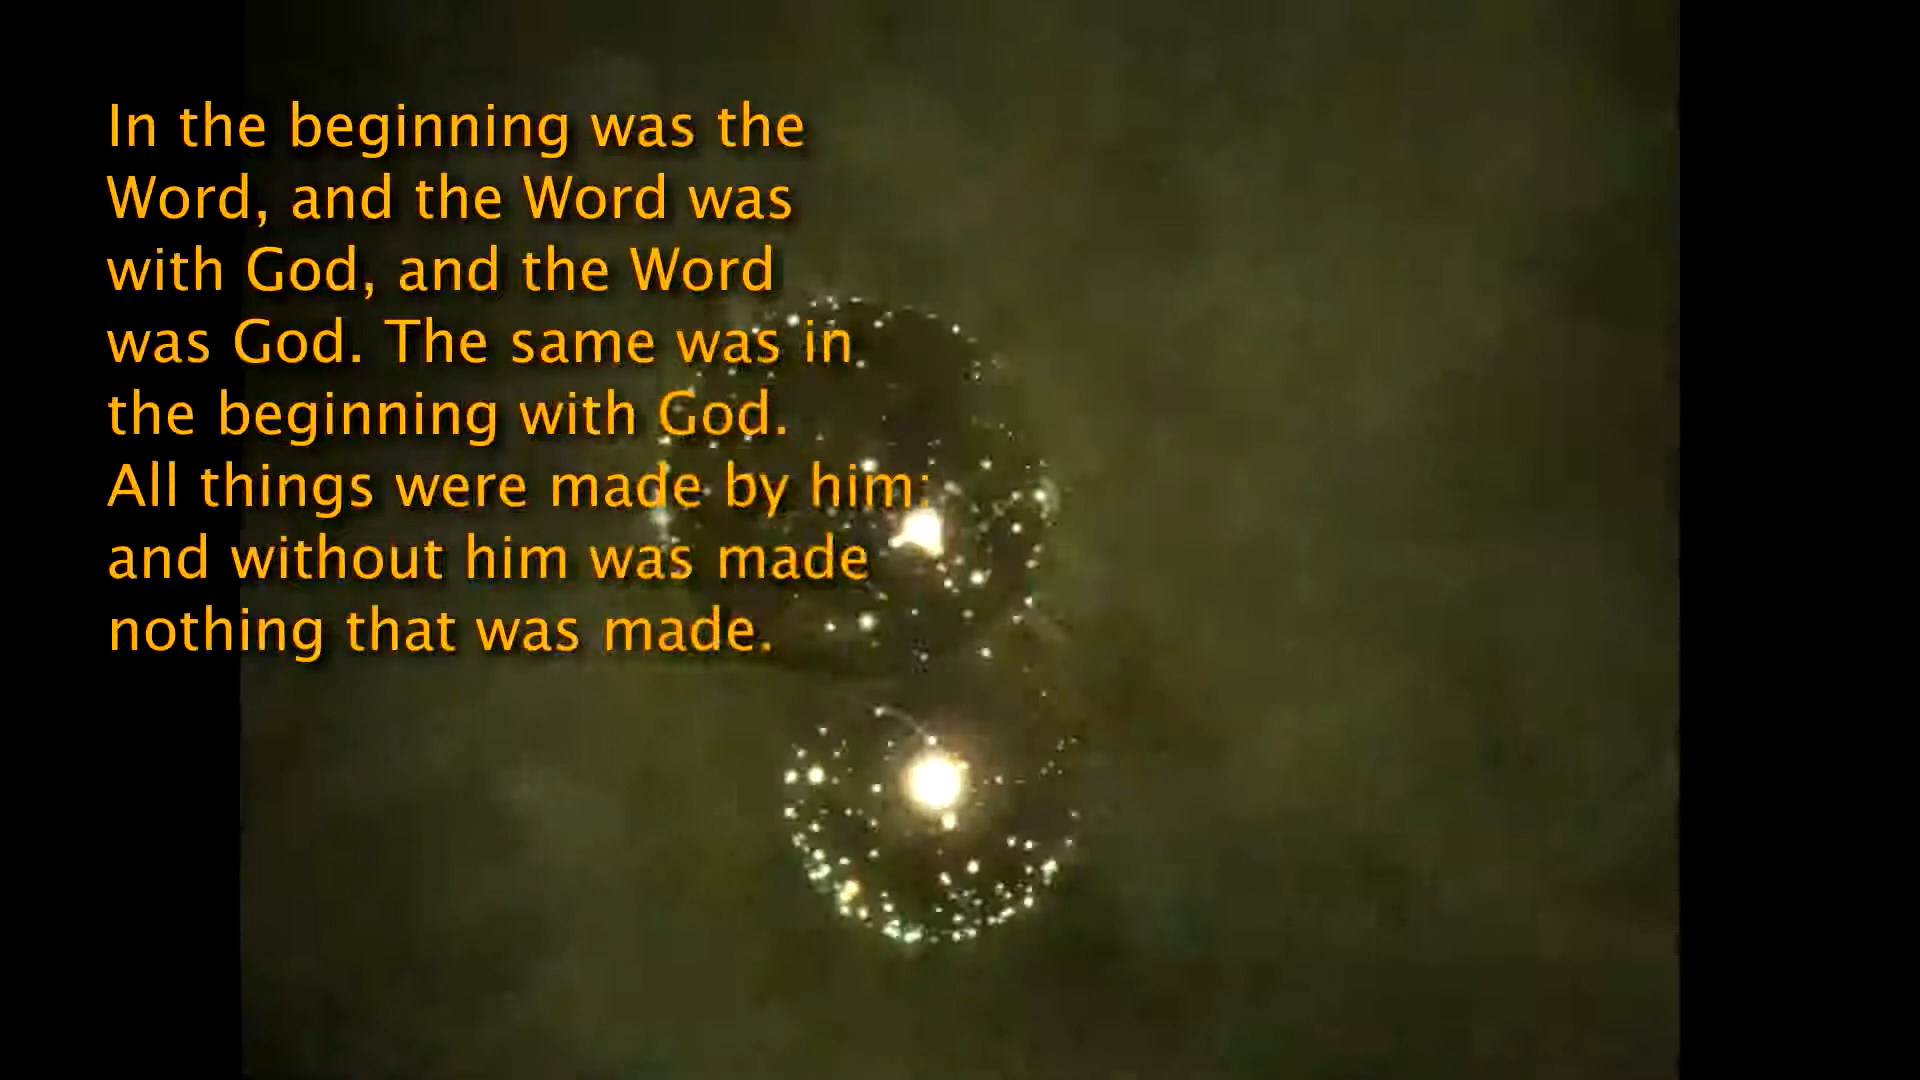 In the beginning was the
Word, and the Word was
with God, and the Word
was God. The same was in
the beginning with God.
All things were made by him;
and without him was made
nothing that was made.